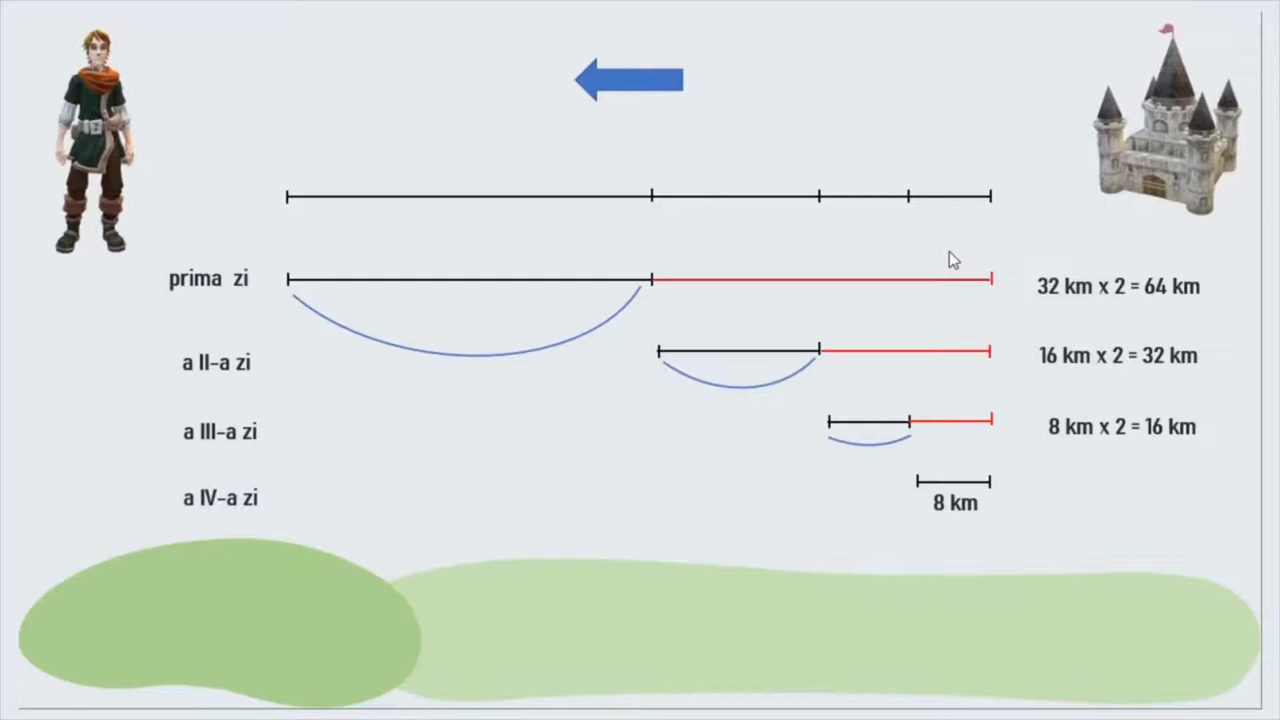 prima zi
32 km x 2 = 64 km
a II-a zi
16 km x 2 = 32 km
a III-a zi
8 km x 2 = 16 km
a IV-a zi
8 km